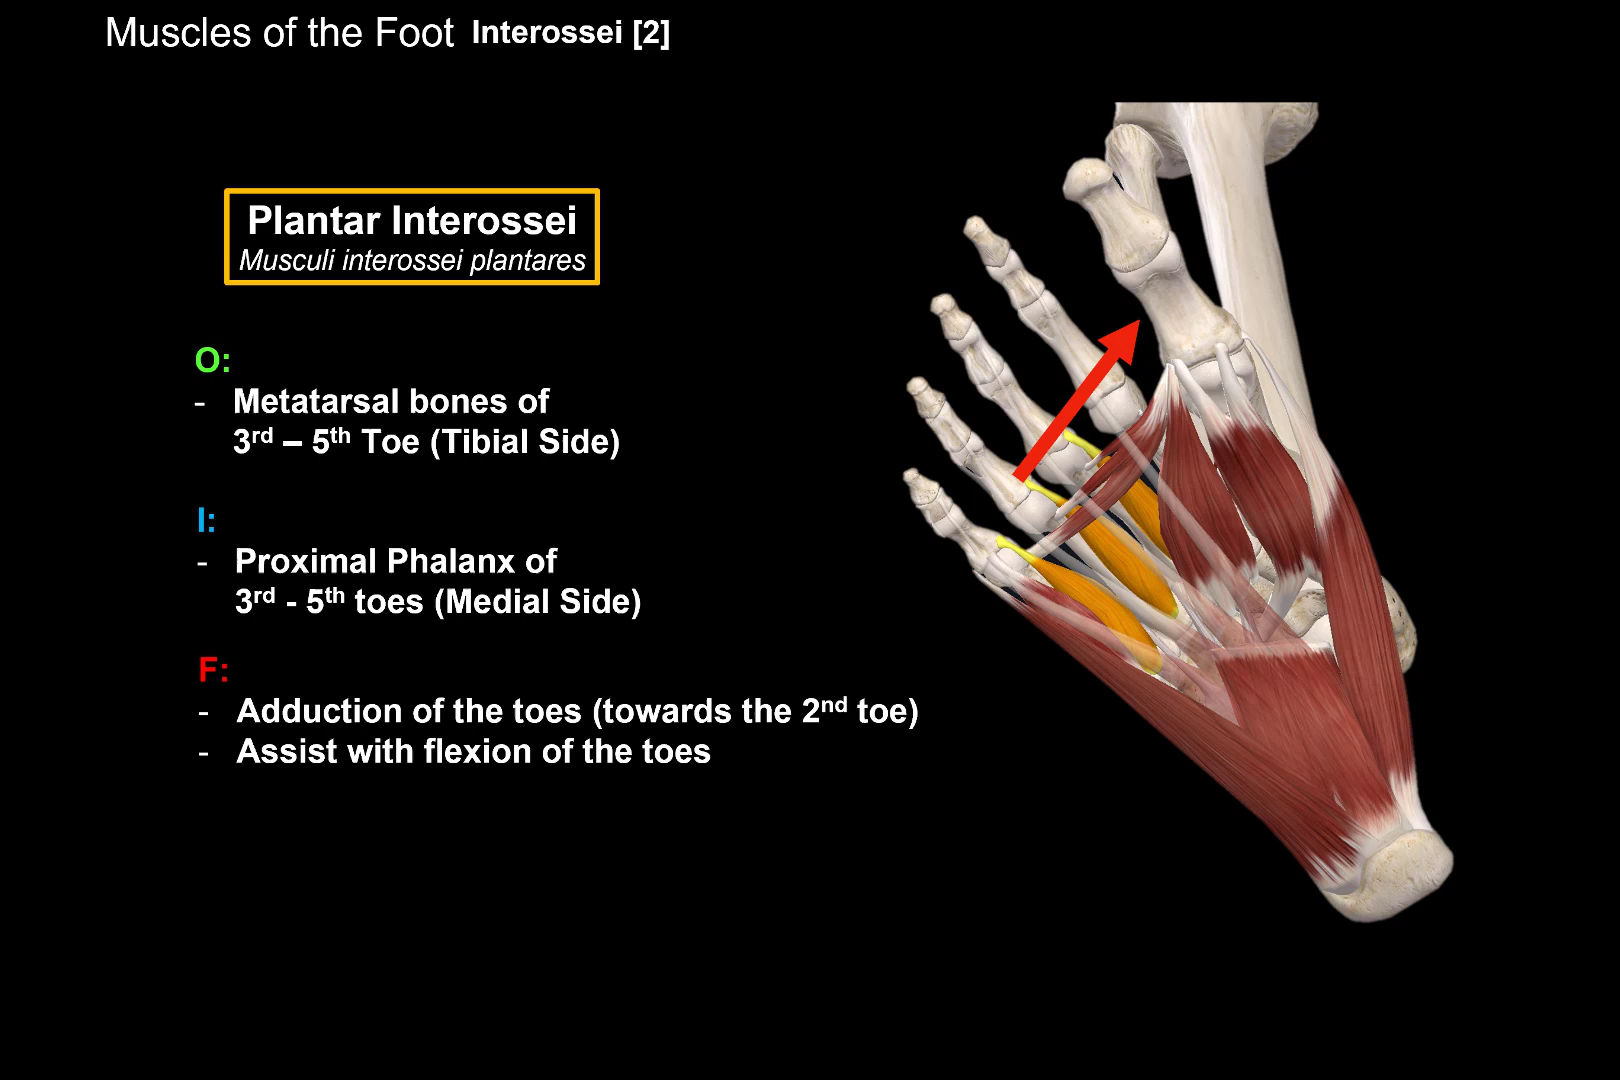 Muscles of the Foot Interossei [2]
Plantar Interossei
Musculi interossei plantares
O:
- Metatarsal bones of
3rd – 5th Toe (Tibial Side)
I:
- Proximal Phalanx of
3rd - 5th toes (Medial Side)
F:
- Adduction of the toes (towards the 2nd toe)
- Assist with flexion of the toes